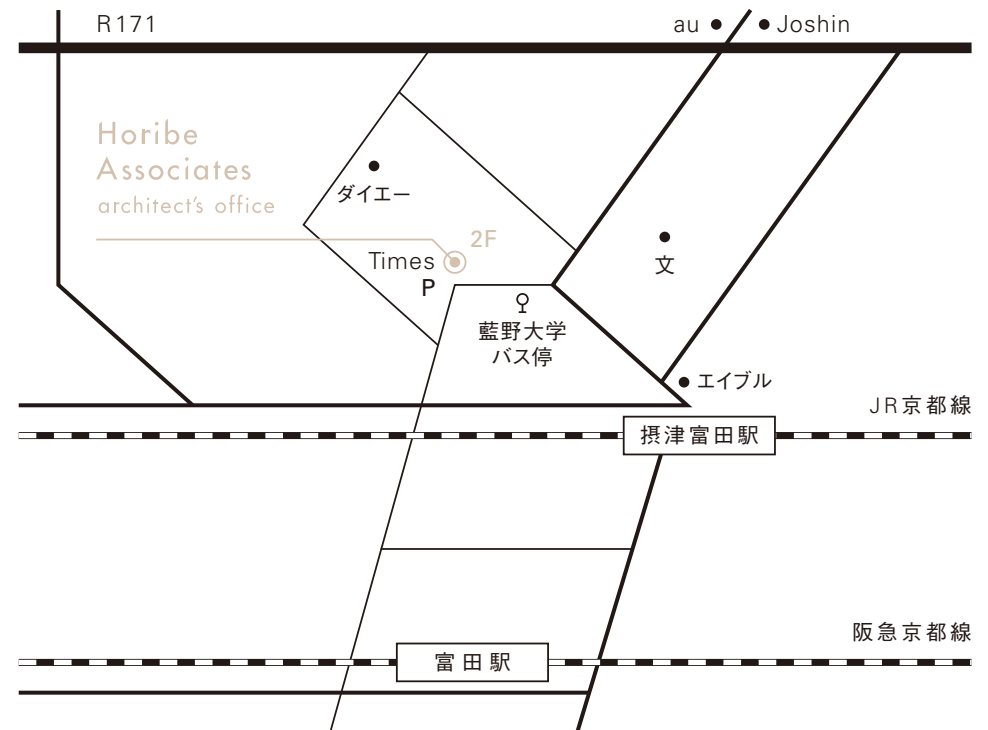 R171
au
Joshin
Horibe
Associates
architect's office
ダイエー
2F
Times
P
文
藍野大学
バス停
エイブル
JR京都線
摂津富田駅
阪急京都線
富田駅